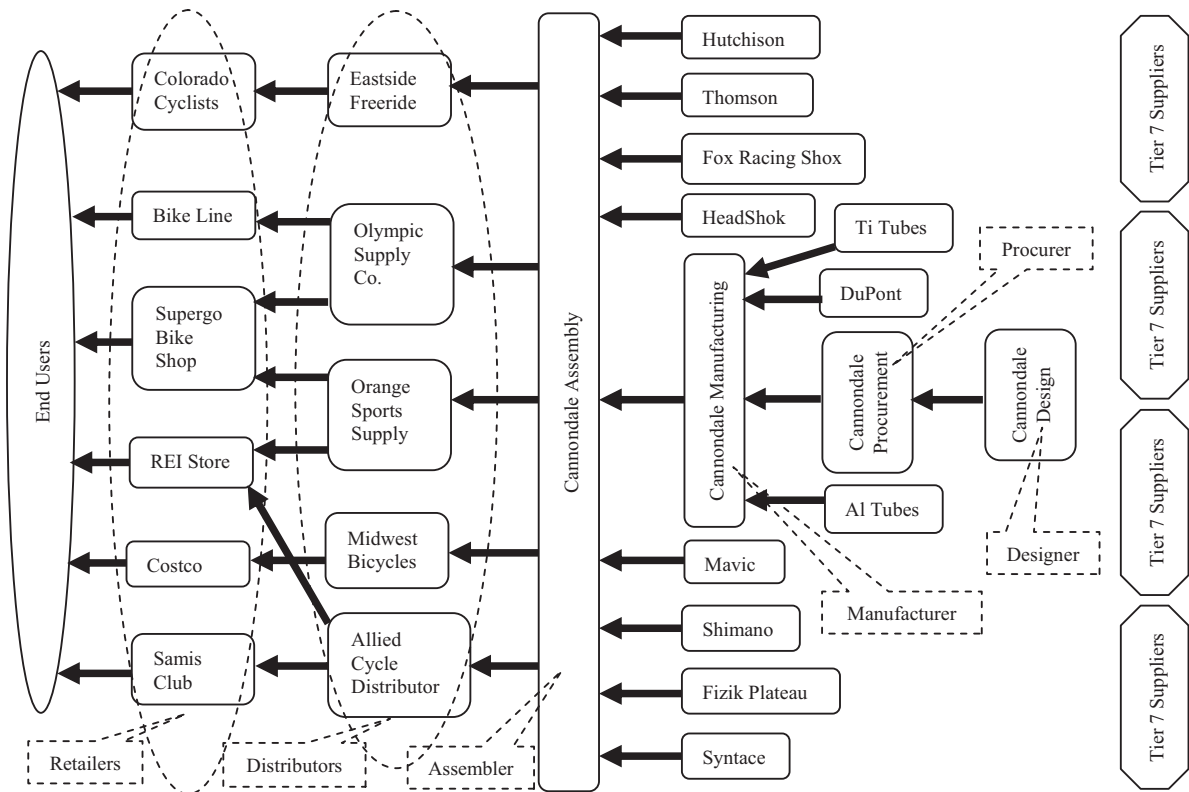 End Users
Colorado
Cyclists
Bike Line
Supergo
Bike
Shop
REI Store
Costco
Samis
Club
Retailers
Eastside
Freeride
Olympic
Supply
Co.
Orange
Sports
Supply
Midwest
Bicycles
Allied
Cycle
Distributor
Distributors
Cannondale Assembly
Assembler
Hutchison
Thomson
Fox Racing Shox
HeadShok
Cannondale Manufacturing
Mavic
Shimano
Fizik Plateau
Syntace
Ti Tubes
DuPont
Cannondale
Procurement
Al Tubes
Manufacturer
Procurer
Cannondale
Design
Designer
Tier 7 Suppliers
Tier 7 Suppliers
Tier 7 Suppliers
Tier 7 Suppliers